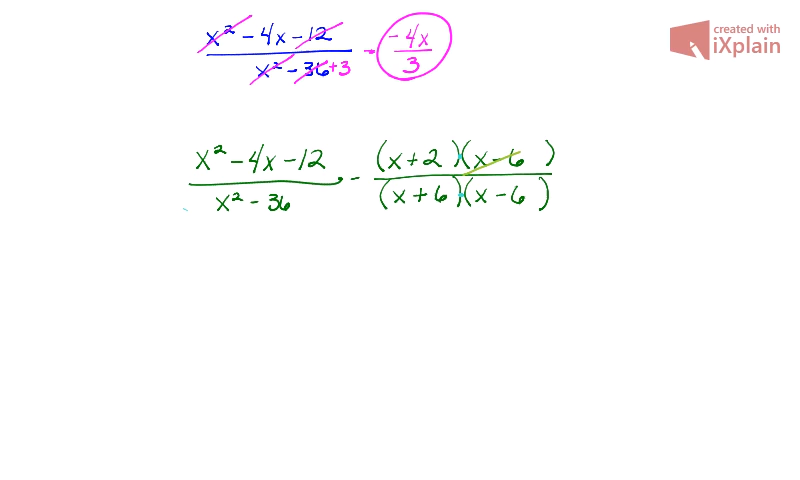 x² - 4x - 12 / x² - 36 + 3 - -4x / 3
created with
iXplain
x² - 4x - 12 / x² - 36 - (x + 2)(x - 6) / (x + 6)(x - 6)